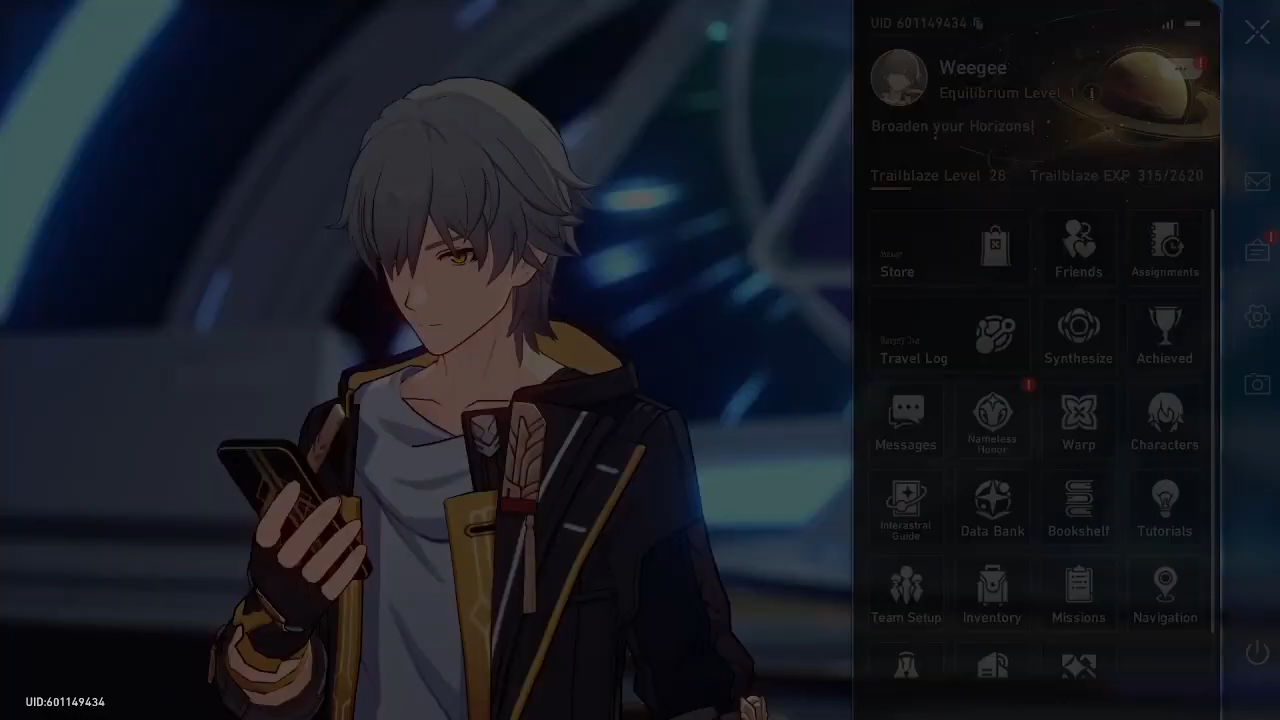 UID 601149434
Weegee
Equilibrium Level 1
Broaden your Horizons!
Trailblaze Level 28 Trailblaze EXP 315/2620
Store
Friends
Assignments
Travel Log
Synthesize
Achieved
Messages
Nameless
Honor
Warp
Characters
Interastral
Guide
Data Bank
Bookshelf
Tutorials
Team Setup
Inventory
Missions
Navigation
UID:601149434